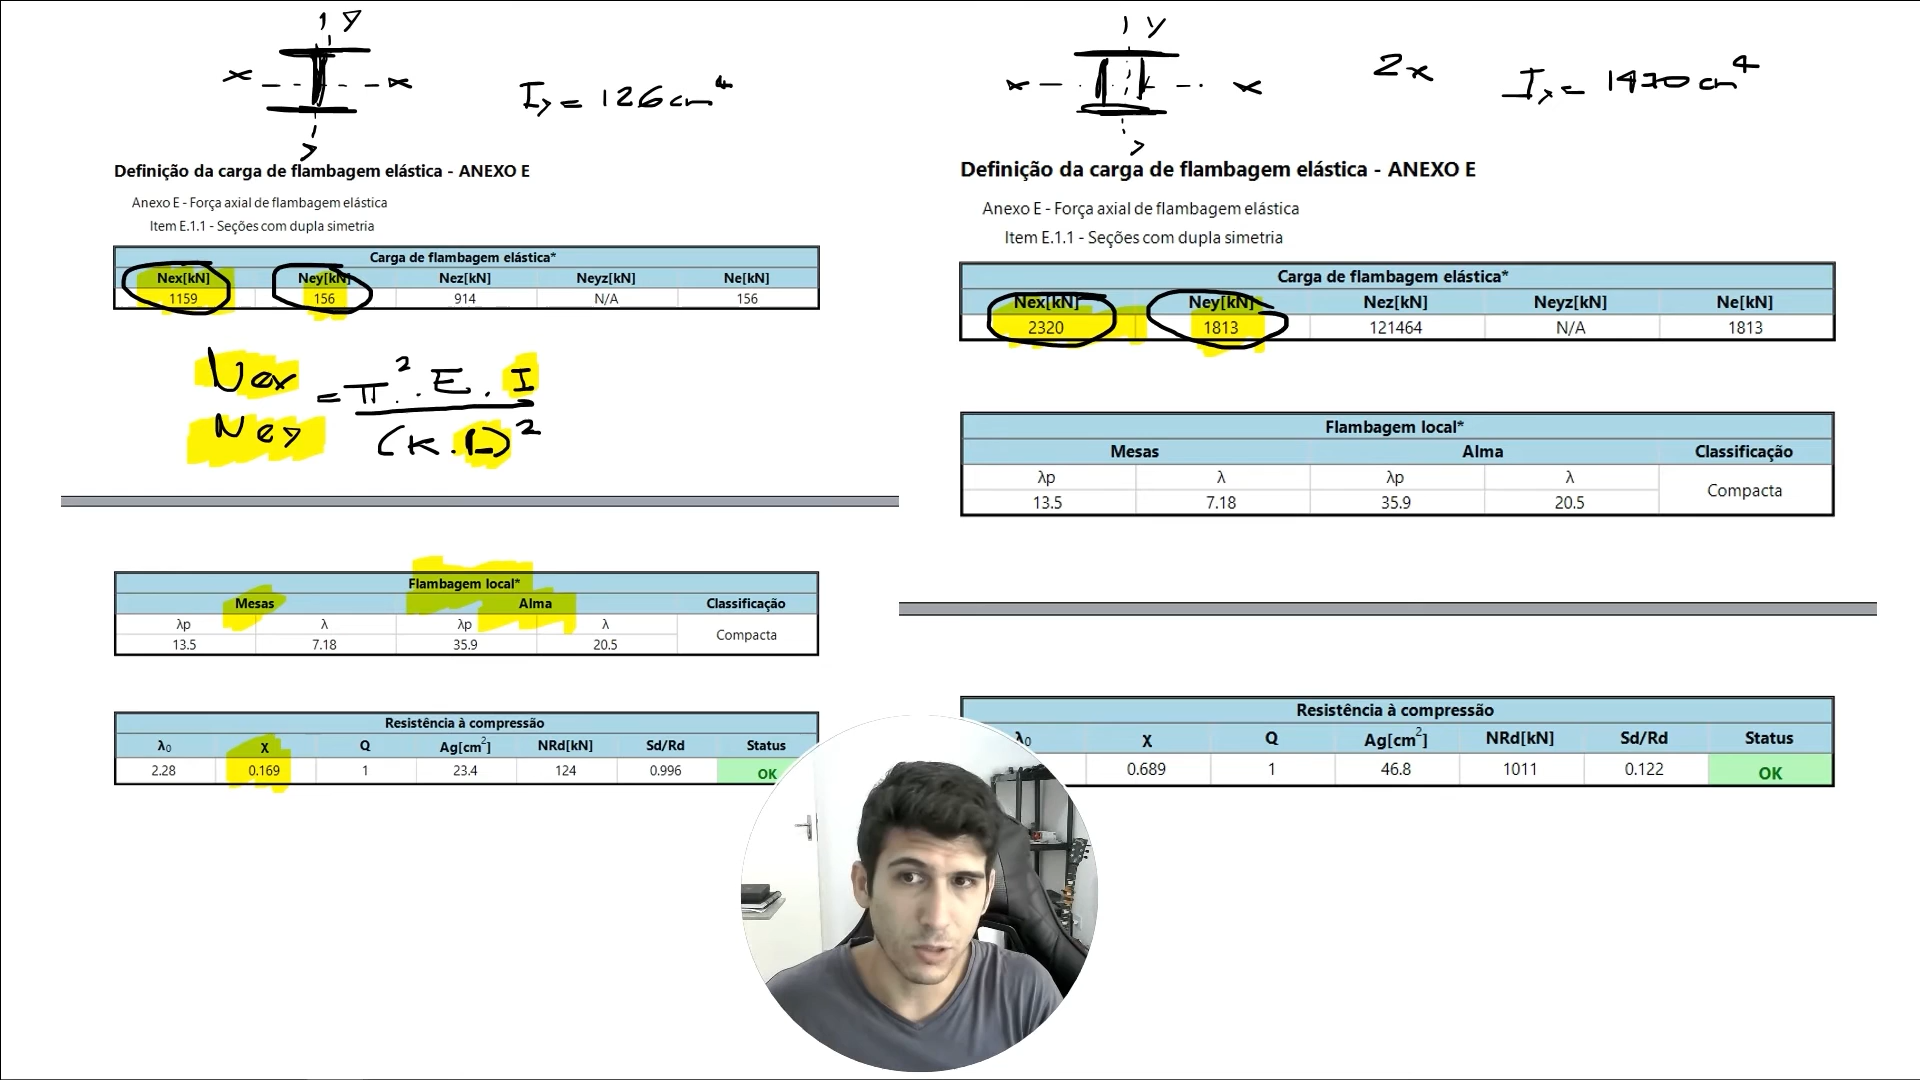 y
x x
y
Iy = 126 cm⁴
Definição da carga de flambagem elástica - ANEXO E
Anexo E - Força axial de flambagem elástica
Item E.1.1 - Seções com dupla simetria
Carga de flambagem elástica*
Nex[kN] Ney[kN] Nez[kN] Neyz[kN] Ne[kN]
1159 156 914 N/A 156
Nex
Ney
= π² . E . I
(K . L)²
Flambagem local*
Mesas Alma Classificação
λp λ λp λ
Compacta
13.5 7.18 35.9 20.5
Resistência à compressão
λ₀ χ Q Ag[cm²] NRd[kN] Sd/Rd Status
2.28 0.169 1 23.4 124 0.996 OK
y
x x
y
2x
Iy = 1470 cm⁴
Definição da carga de flambagem elástica - ANEXO E
Anexo E - Força axial de flambagem elástica
Item E.1.1 - Seções com dupla simetria
Carga de flambagem elástica*
Nex[kN] Ney[kN] Nez[kN] Neyz[kN] Ne[kN]
2320 1813 121464 N/A 1813
Flambagem local*
Mesas Alma Classificação
λp λ λp λ
Compacta
13.5 7.18 35.9 20.5
Resistência à compressão
λ₀ χ Q Ag[cm²] NRd[kN] Sd/Rd Status
0.689 1 46.8 1011 0.122 OK